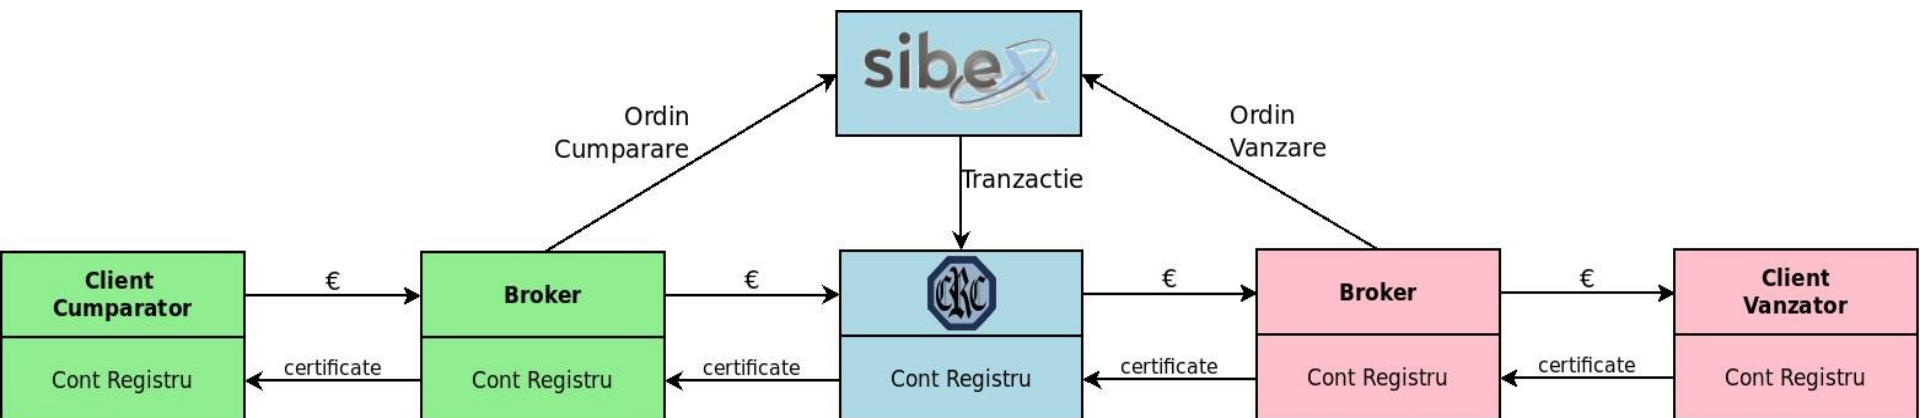 sibex
Ordin
Cumparare
Ordin
Vanzare
Tranzactie
Client
Cumparator
€
Broker
€
CRC
€
Broker
€
Client
Vanzator
Cont Registru
certificate
Cont Registru
certificate
Cont Registru
certificate
Cont Registru
certificate
Cont Registru